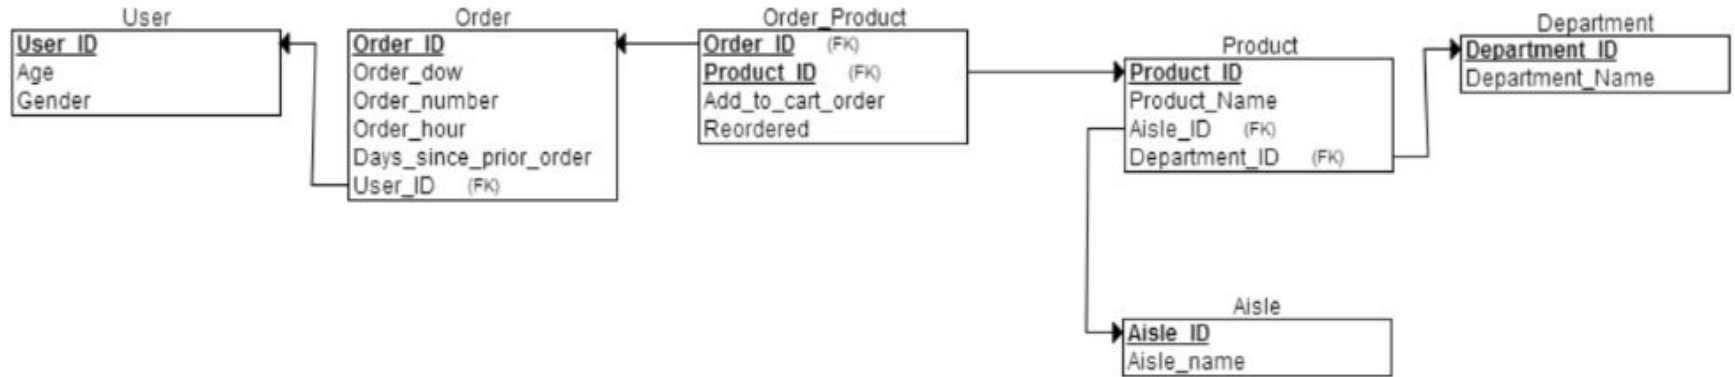 User
User_ID
Age
Gender
Order
Order_ID
Order_dow
Order_number
Order_hour
Days_since_prior_order
User_ID (FK)
Order_Product
Order_ID (FK)
Product_ID (FK)
Add_to_cart_order
Reordered
Product
Product_ID
Product_Name
Aisle_ID (FK)
Department_ID (FK)
Department
Department_ID
Department_Name
Aisle
Aisle_ID
Aisle_name